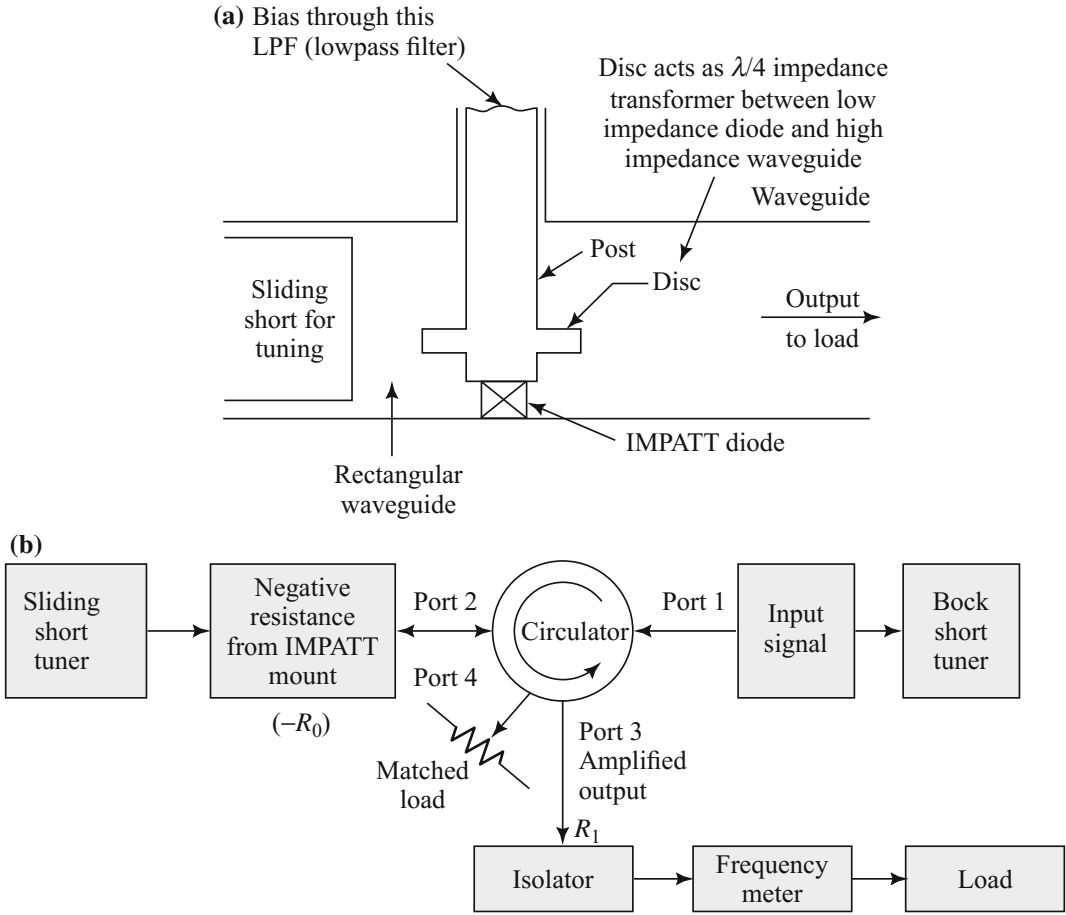 (a) Bias through this
LPF (lowpass filter)
Disc acts as λ/4 impedance
transformer between low
impedance diode and high
impedance waveguide
Waveguide
Post
Disc
Sliding
short for
tuning
Output
to load
IMPATT diode
Rectangular
waveguide
(b)
Sliding
short
tuner
Negative
resistance
from IMPATT
mount
(–R0)
Port 2
Circulator
Port 1
Input
signal
Bock
short
tuner
Port 4
Matched
load
Port 3
Amplified
output
R1
Isolator
Frequency
meter
Load